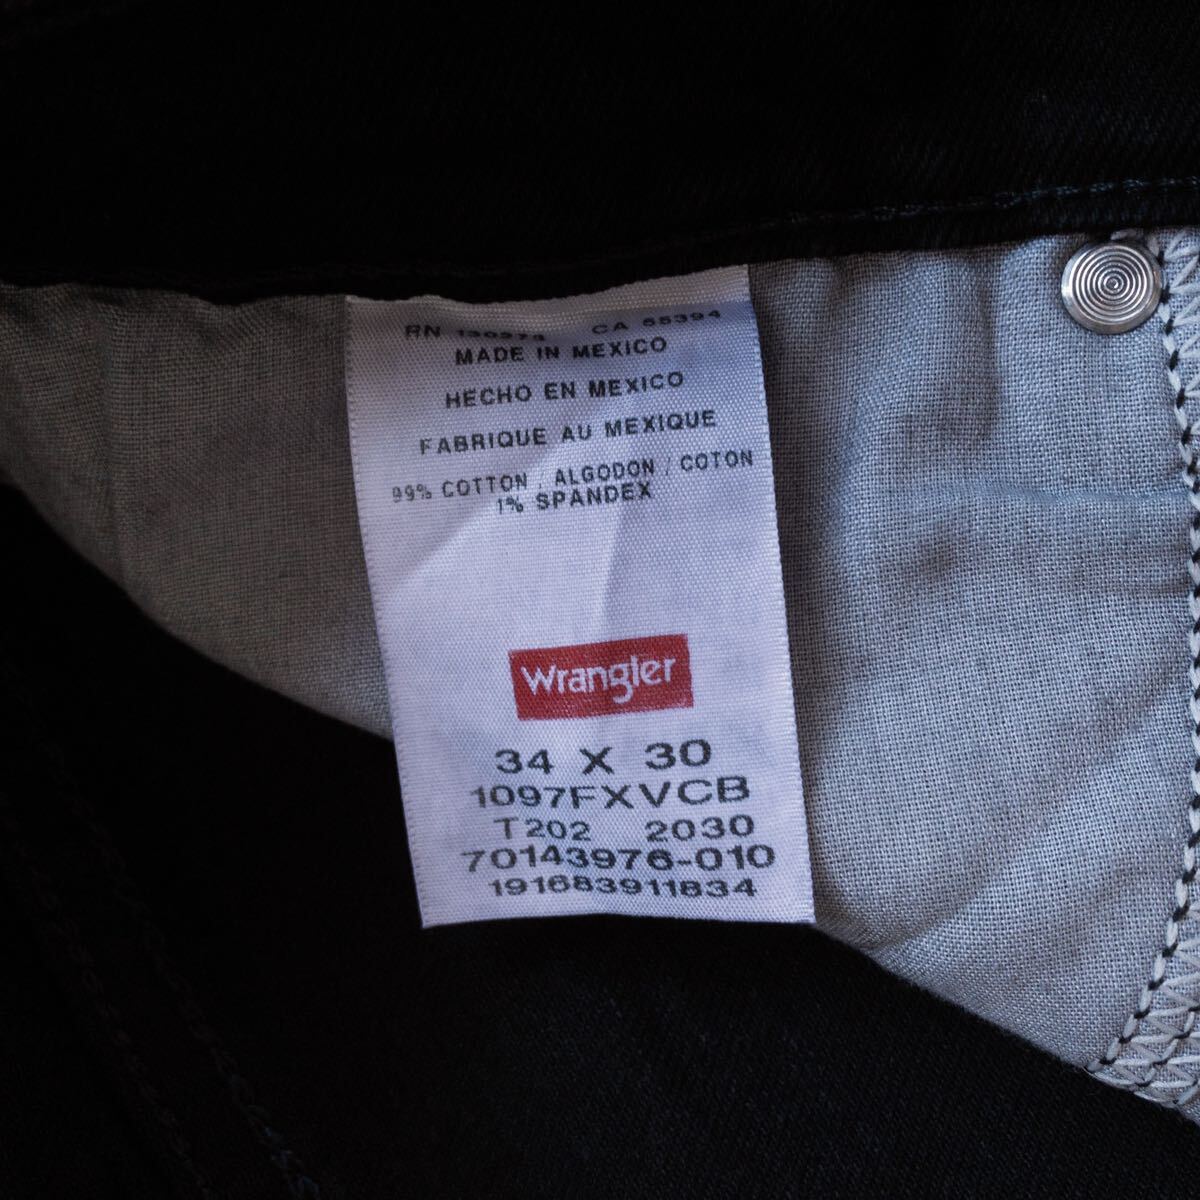 RN 130273 CA 55394
MADE IN MEXICO
HECHO EN MEXICO
FABRIQUE AU MEXIQUE
99% COTTON / ALGODON / COTON
1% SPANDEX
Wrangler
34 X 30
1097FXVCB
T202 2030
70143976-010
191683911834